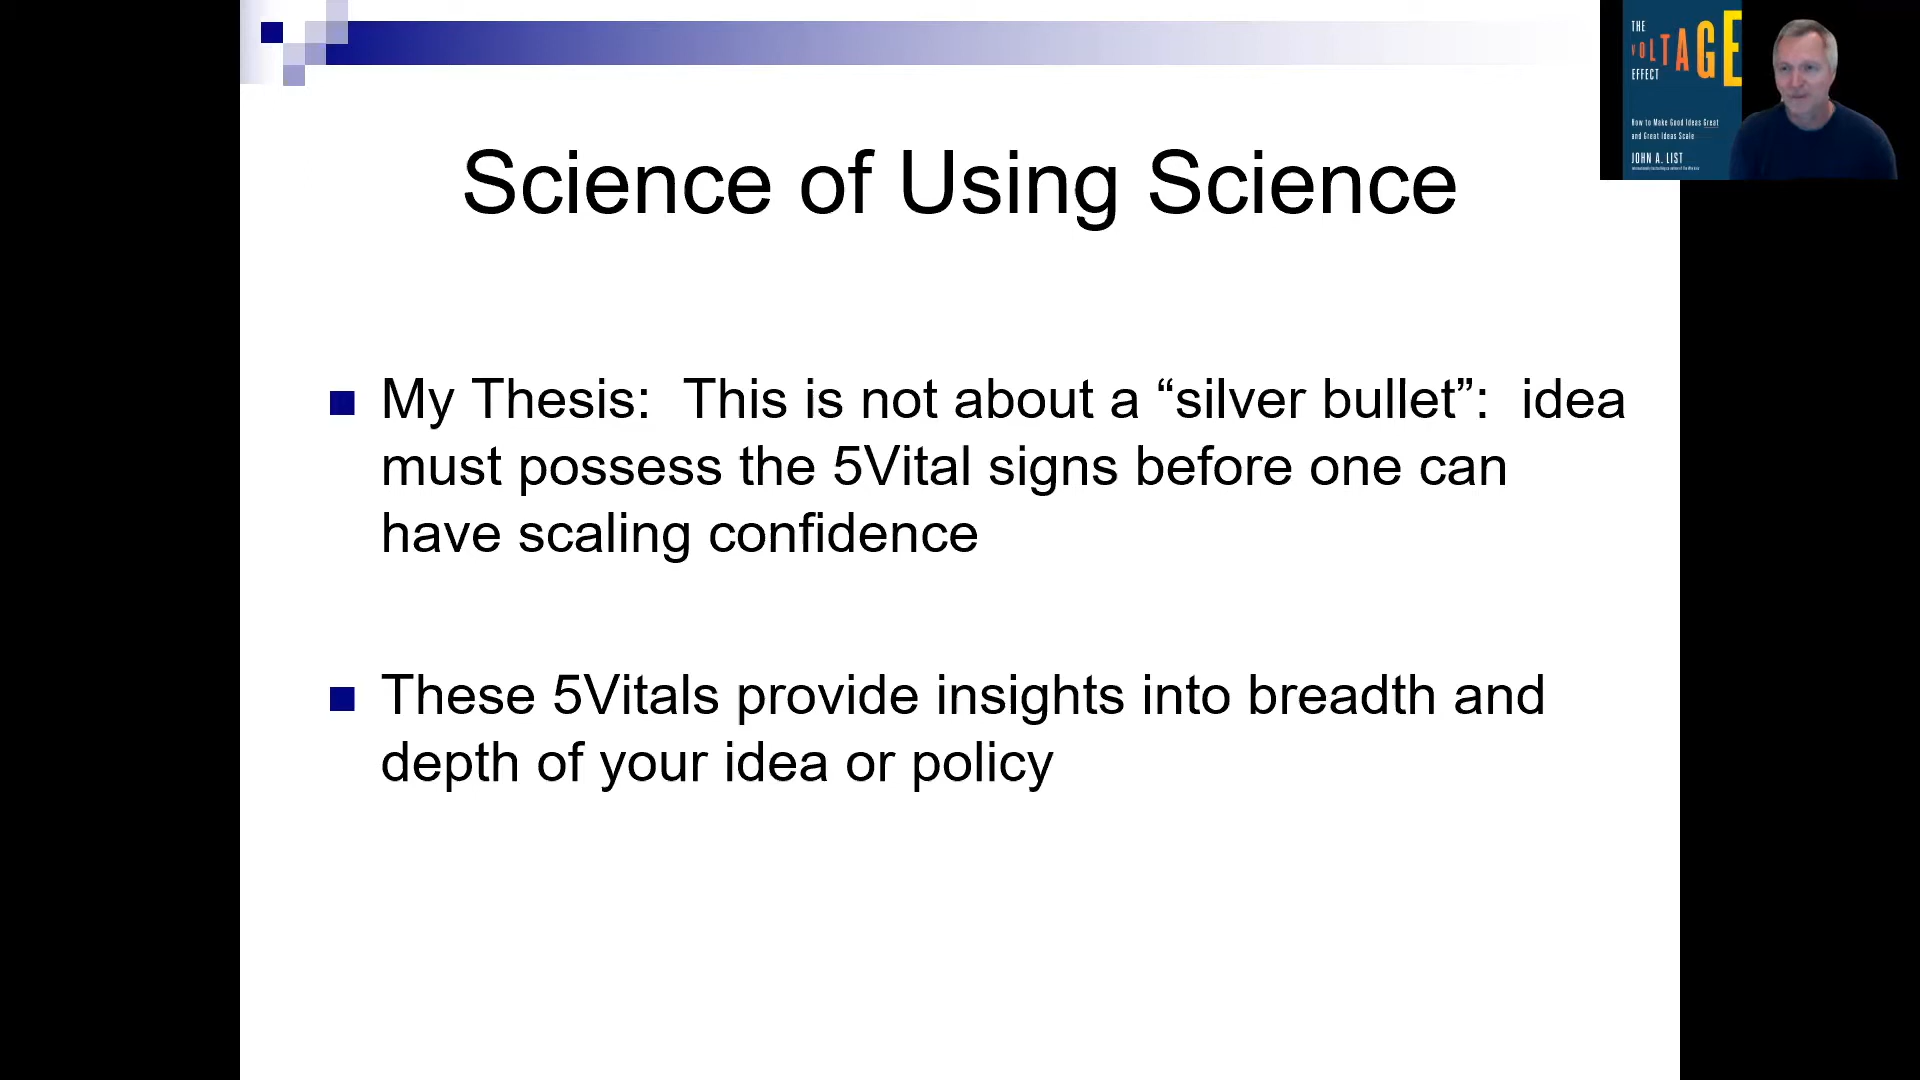 Science of Using Science
My Thesis:  This is not about a “silver bullet”:  idea
must possess the 5Vital signs before one can
have scaling confidence
These 5Vitals provide insights into breadth and
depth of your idea or policy
THE
VOLTAGE
EFFECT
How to Make Good Ideas Great
and Great Ideas Scale
JOHN A. LIST